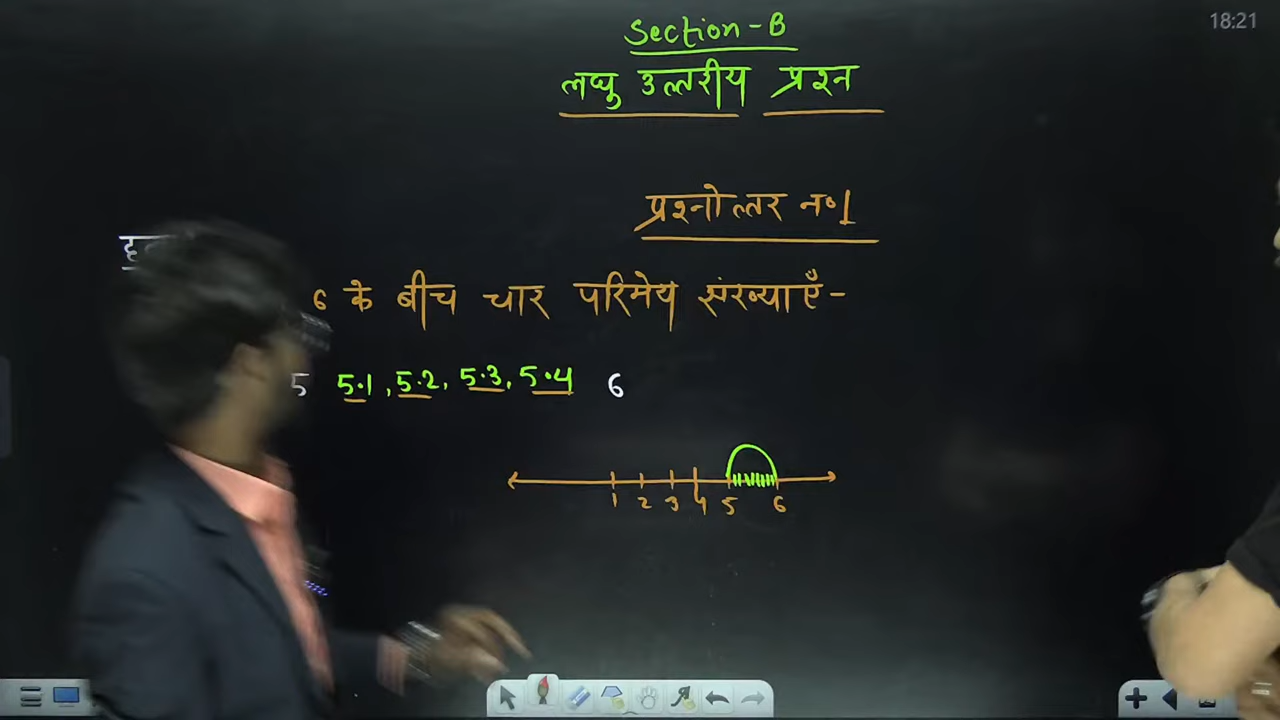 18:21
Section-B
लघु उत्तरीय प्रश्न
प्रश्नोत्तर न०1
6 के बीच चार परिमेय संख्याएँ-
5 5.1, 5.2, 5.3, 5.4 6
1 2 3 4 5 6